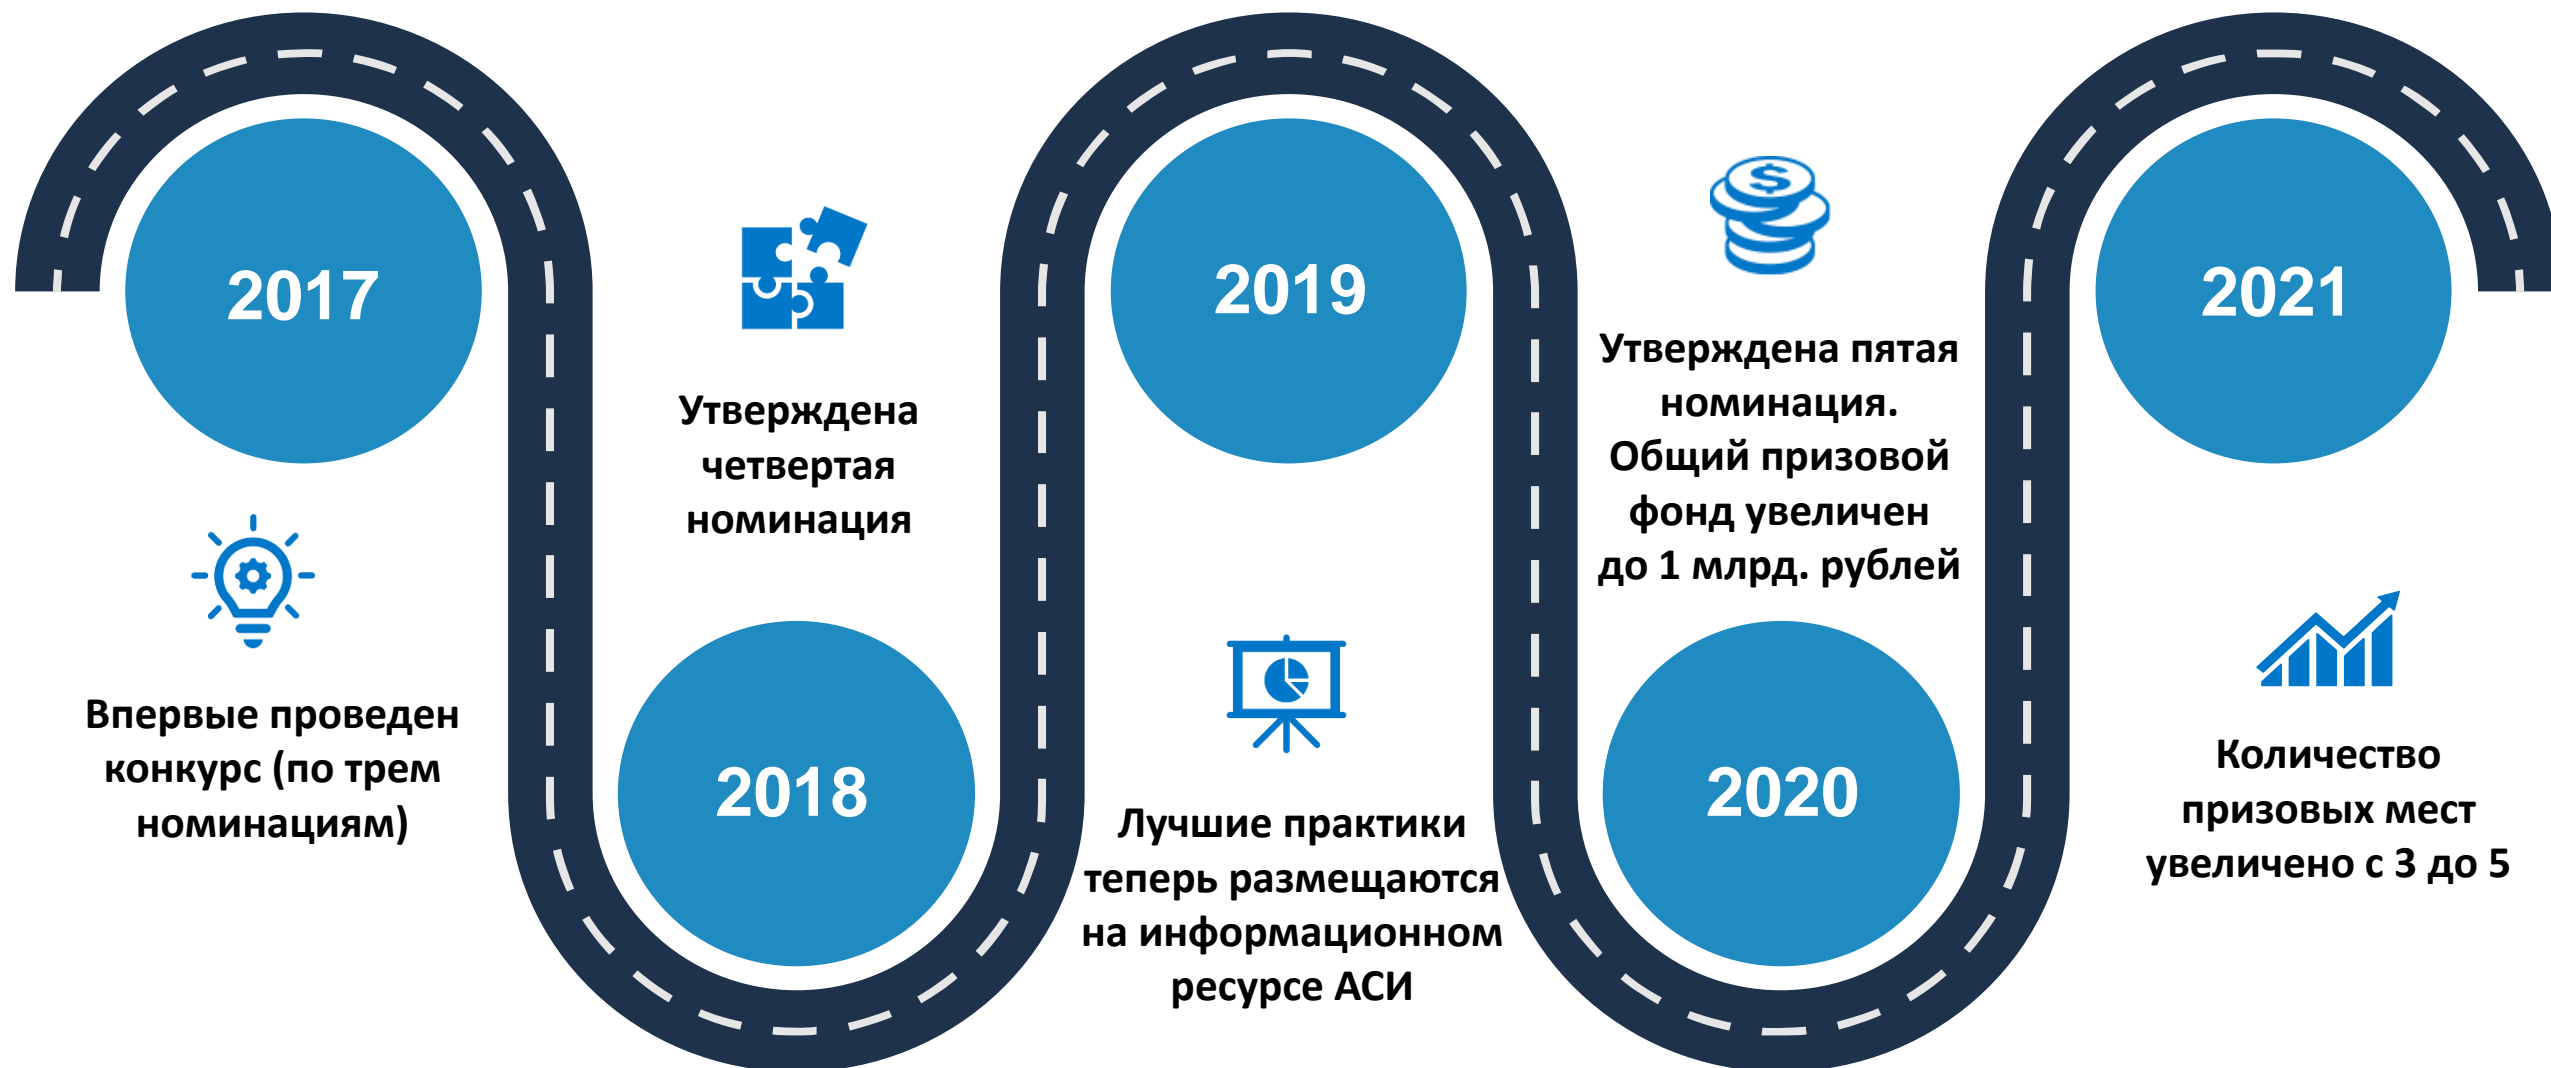 2017
Впервые проведен
конкурс (по трем
номинациям)
Утверждена
четвертая
номинация
2018
2019
Лучшие практики
теперь размещаются
на информационном
ресурсе АСИ
$
Утверждена пятая
номинация.
Общий призовой
фонд увеличен
до 1 млрд. рублей
2020
2021
Количество
призовых мест
увеличено с 3 до 5